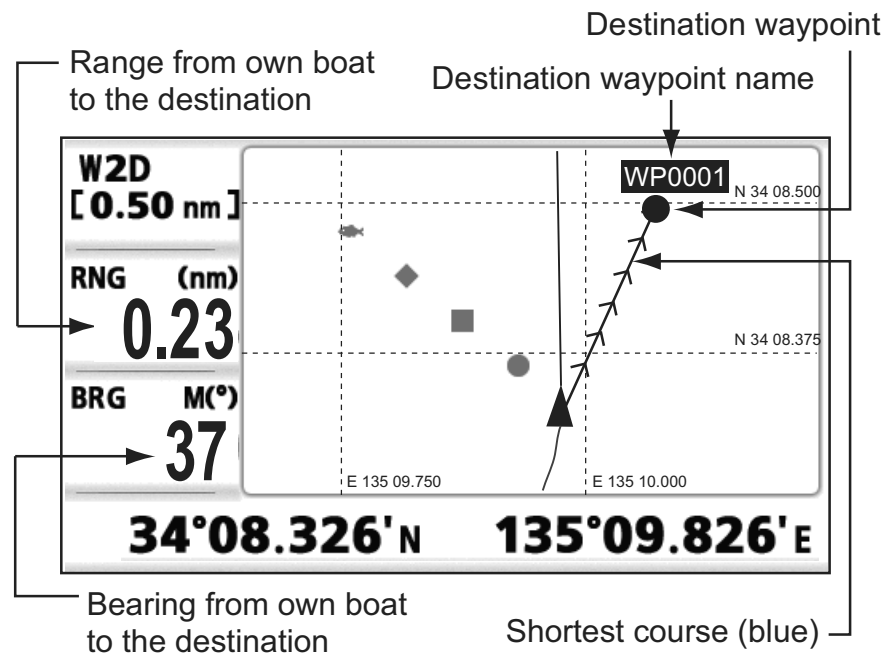 Destination waypoint
Range from own boat
to the destination
Destination waypoint name
W2D
[0.50 nm]
WP0001
N 34 08.500
RNG (nm)
0.23
N 34 08.375
BRG M(°)
37
E 135 09.750
E 135 10.000
34°08.326'N 135°09.826'E
Bearing from own boat
to the destination
Shortest course (blue)